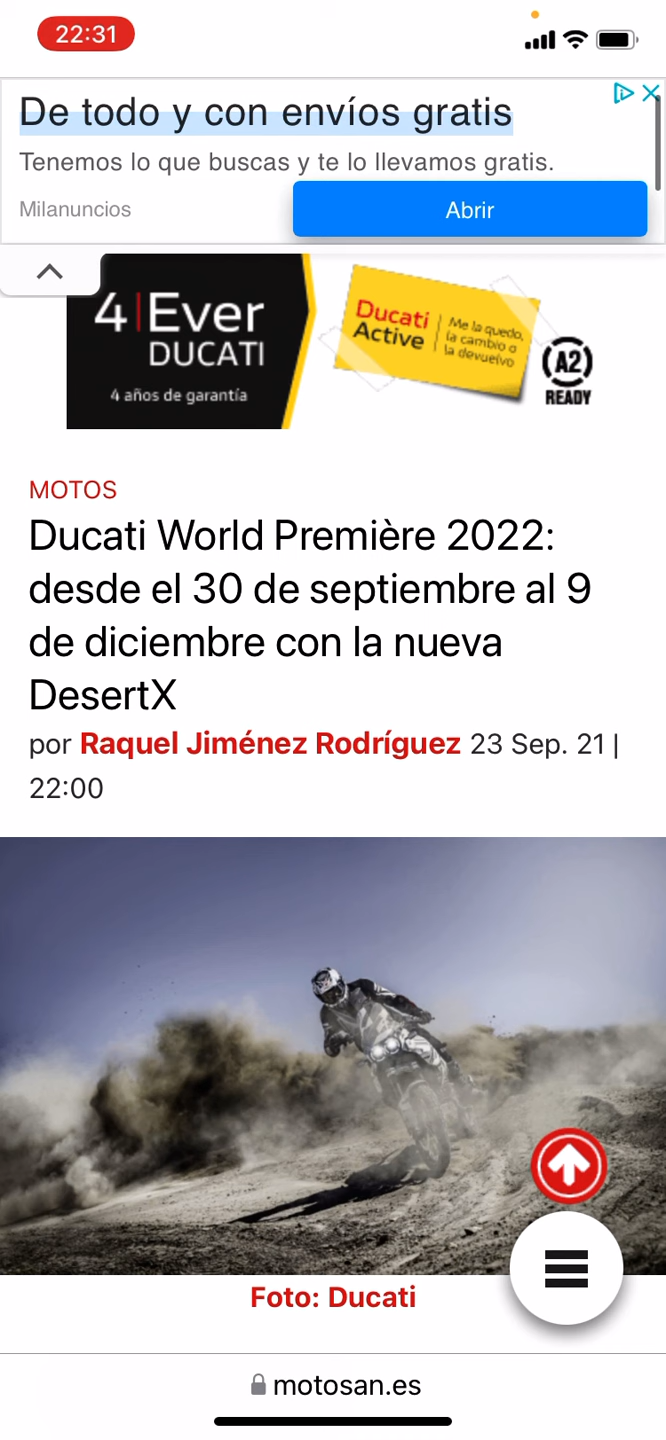 22:31
De todo y con envíos gratis
Tenemos lo que buscas y te lo llevamos gratis.
Milanuncios
Abrir
4|Ever
DUCATI
4 años de garantía
Ducati
Active
Me la quedo,
la cambio o
la devuelvo
A2
READY
MOTOS
Ducati World Première 2022:
desde el 30 de septiembre al 9
de diciembre con la nueva
DesertX
por Raquel Jiménez Rodríguez 23 Sep. 21 |
22:00
Foto: Ducati
motosan.es